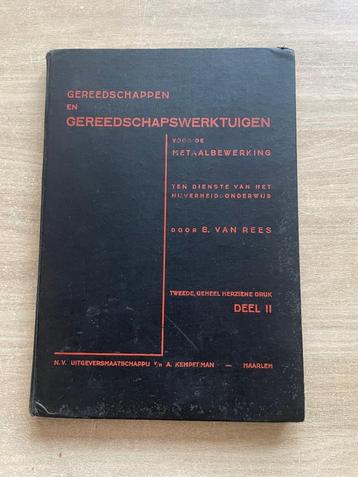 GEREEDSCHAPPEN
EN
GEREEDSCHAPSWERKTUIGEN
VOOR DE
METAALBEWERKING
TEN DIENSTE VAN HET
NIJVERHEIDSONDERWIJS
DOOR B. VAN REES
TWEEDE, GEHEEL HERZIENE DRUK
DEEL II
N.V. UITGEVERSMAATSCHAPPIJ V/H A. KEMPERMAN — HAARLEM